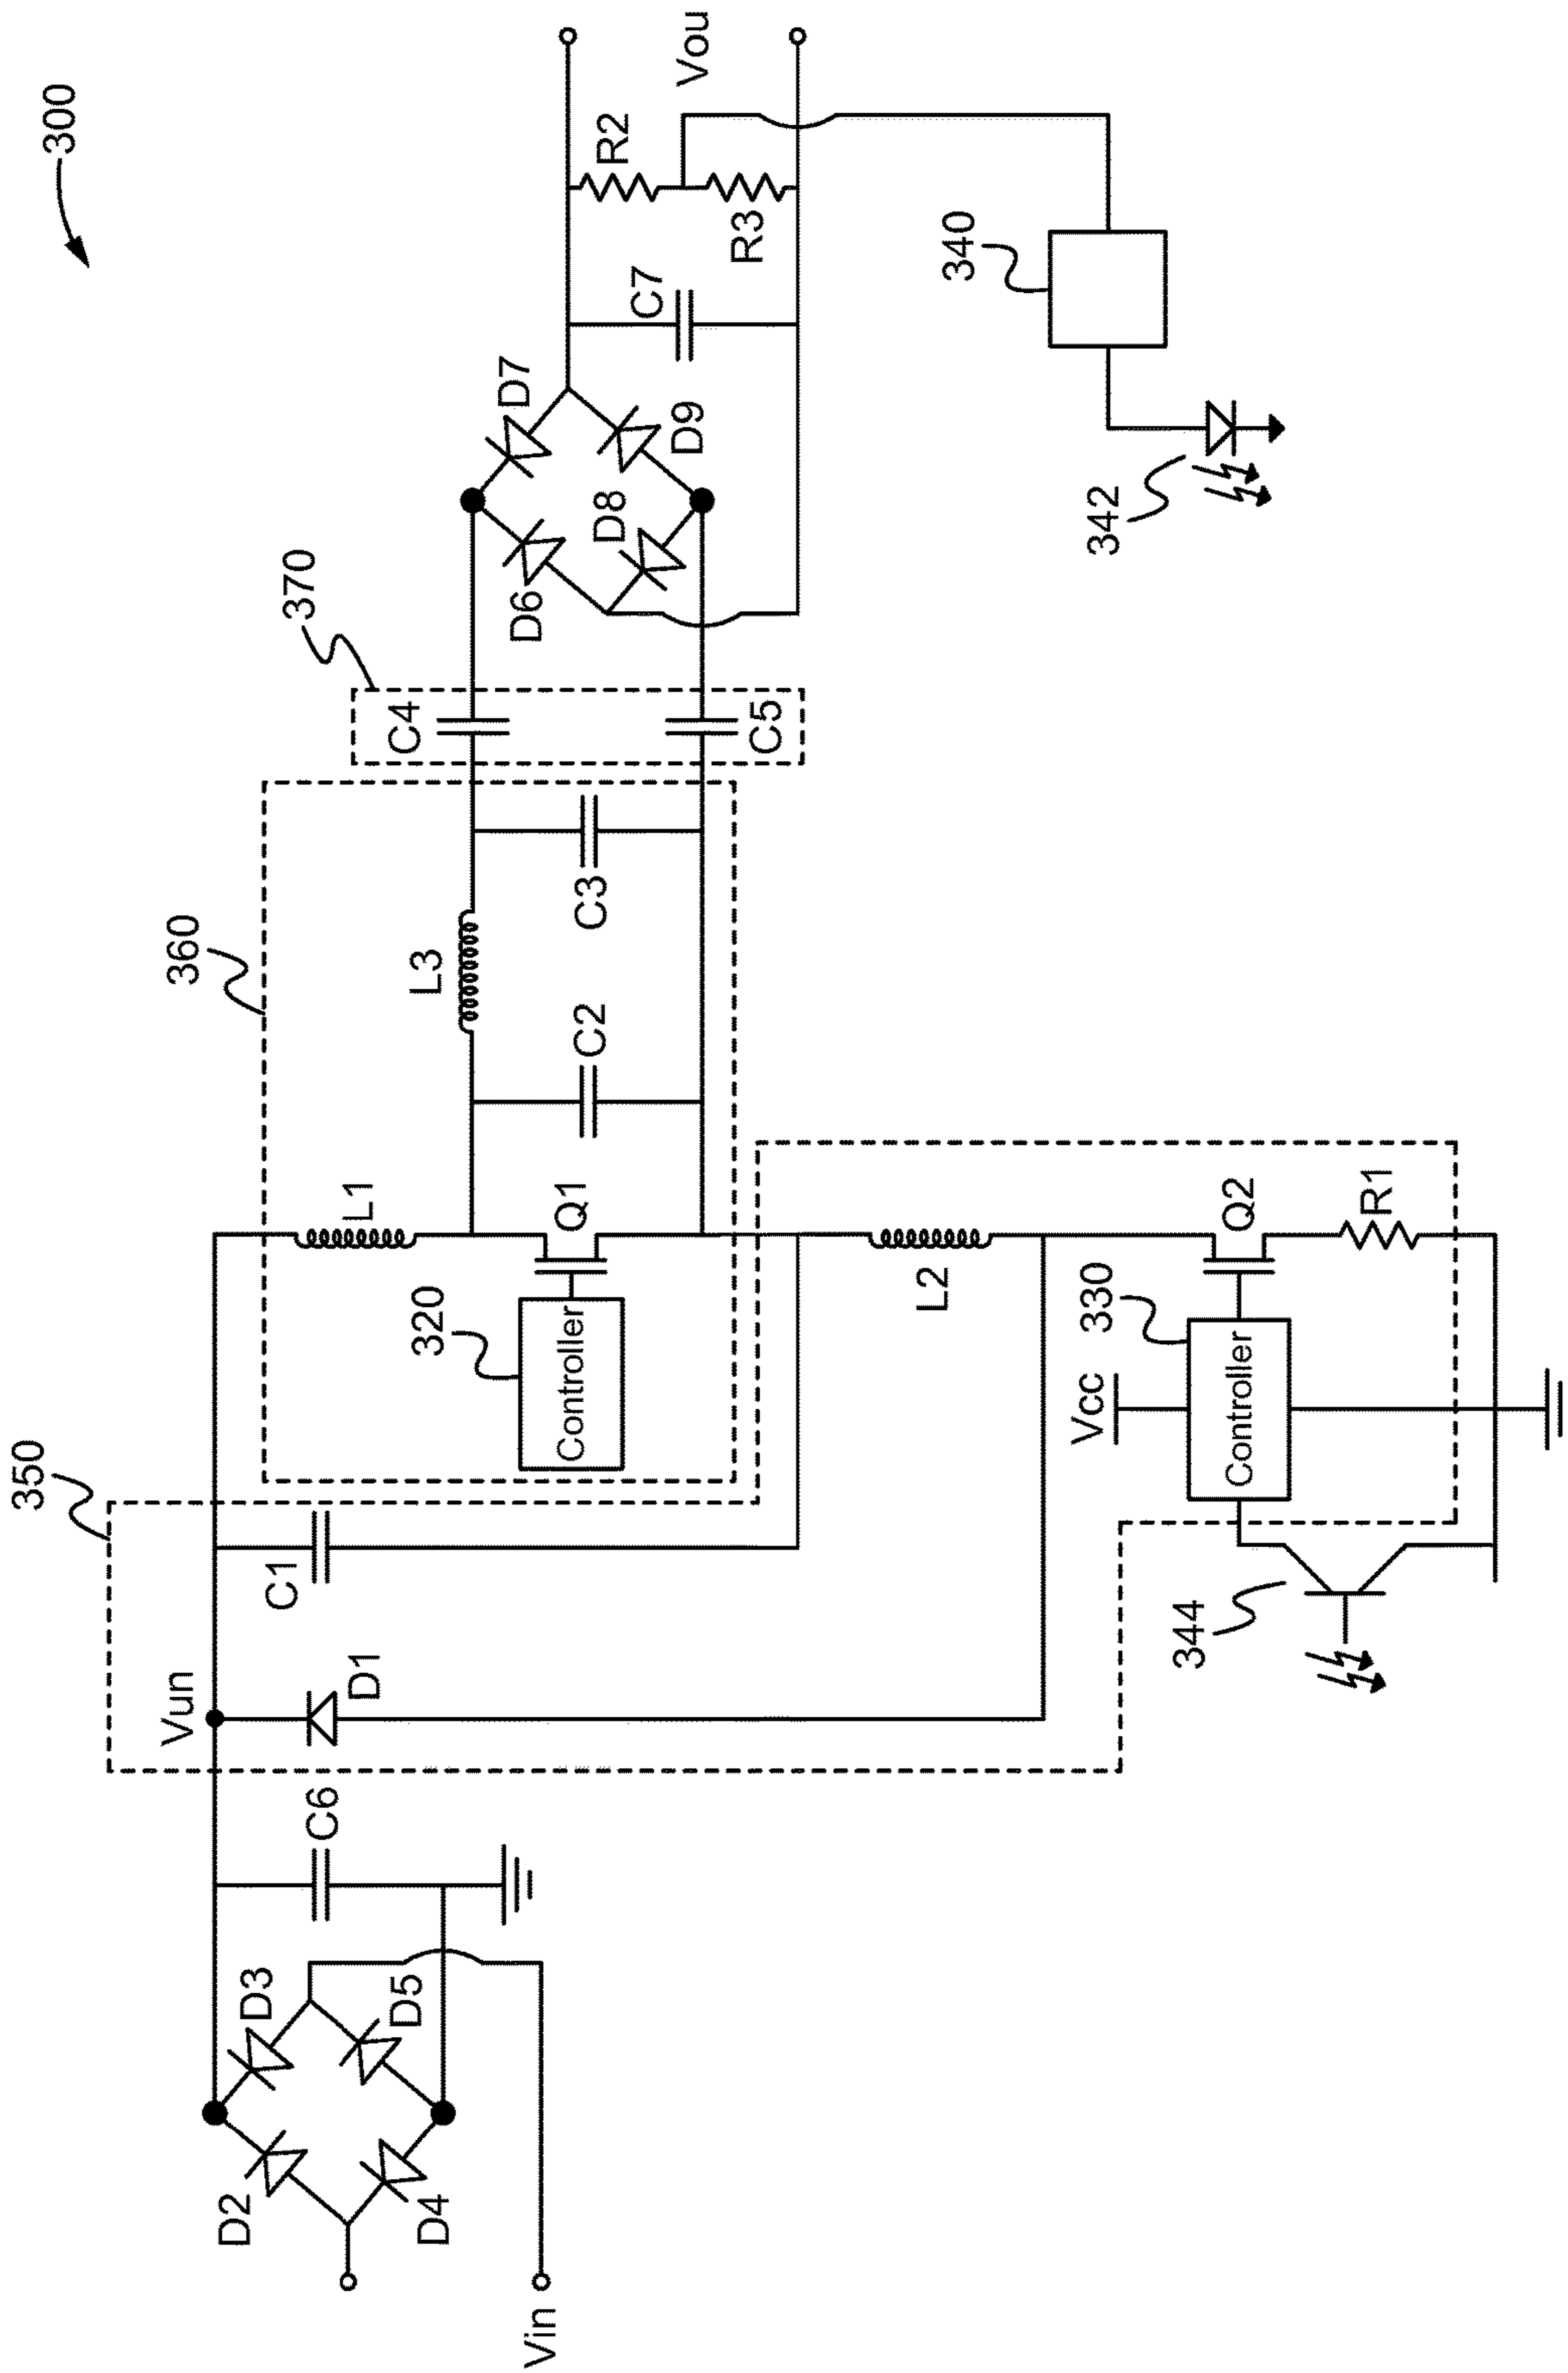 300
Vou
R2
R3
C7
340
342
D7
D9
D6
D8
370
C4
C5
360
L3
C3
C2
L1
Q1
320
Controller
L2
Q2
R1
330
Vcc
Controller
350
C1
344
Vun
D1
C6
D3
D5
D2
D4
Vin